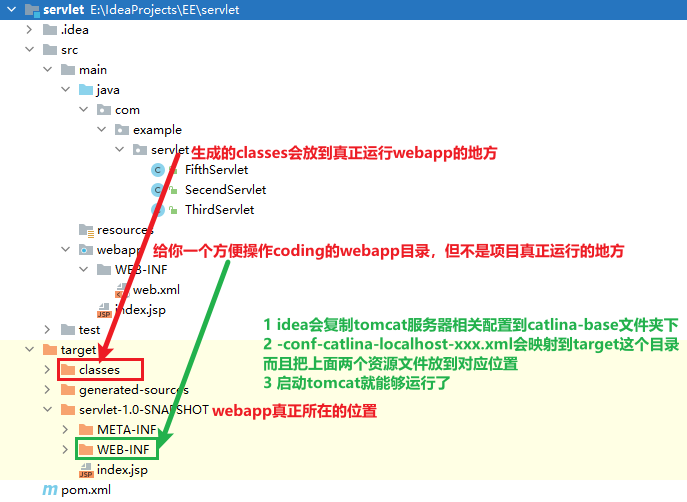 servlet E:\IdeaProjects\EE\servlet
.idea
src
main
java
com
example
servlet
生成的classes会放到真正运行webapp的地方
FifthServlet
SecendServlet
ThirdServlet
resources
webapp
给你一个方便操作coding的webapp目录，但不是项目真正运行的地方
WEB-INF
web.xml
index.jsp
1 idea会复制tomcat服务器相关配置到catlina-base文件夹下
2 -conf-catlina-localhost-xxx.xml会映射到target这个目录
而且把上面两个资源文件放到对应位置
3 启动tomcat就能够运行了
test
target
classes
generated-sources
servlet-1.0-SNAPSHOT
webapp真正所在的位置
META-INF
WEB-INF
index.jsp
pom.xml